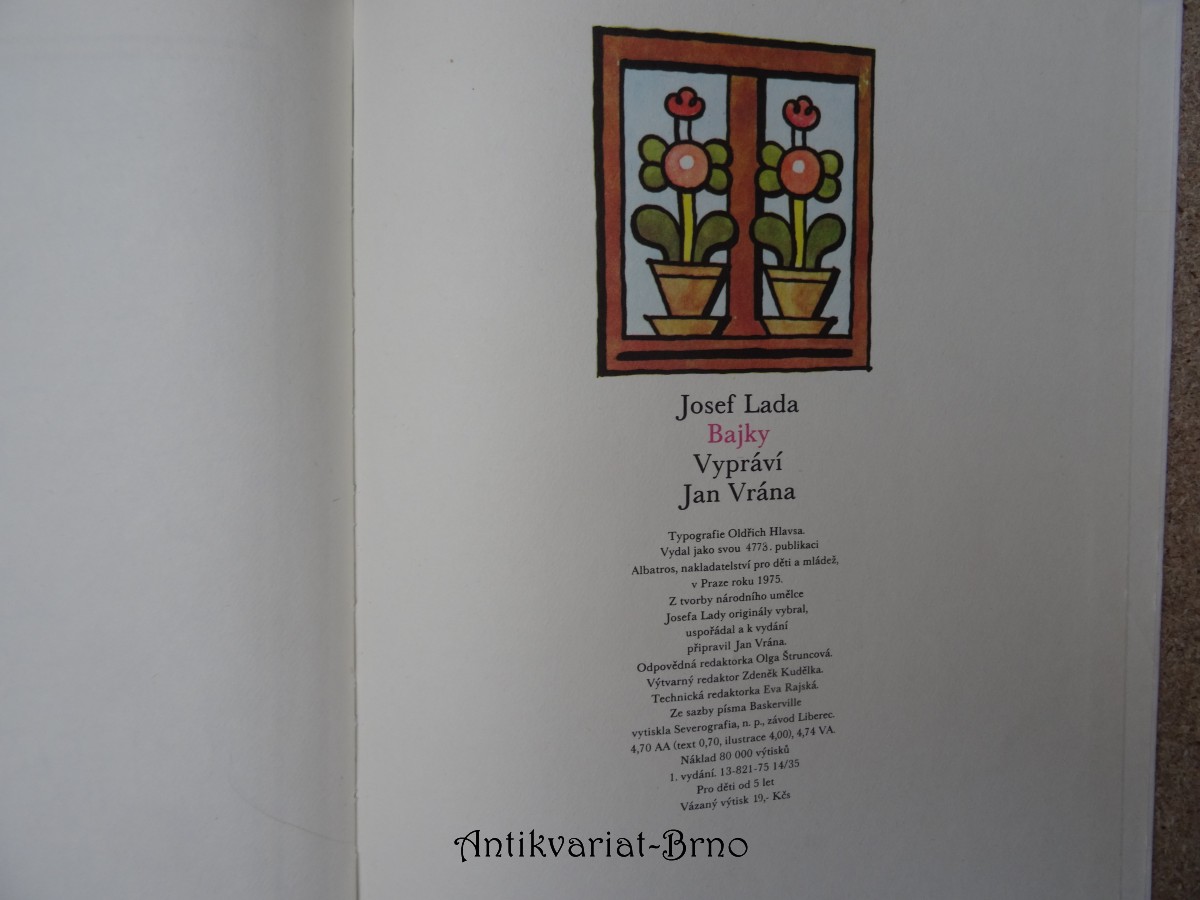 Josef Lada
Bajky
Vypráví
Jan Vrána
Typografie Oldřich Hlavsa.
Vydal jako svou 4773. publikaci
Albatros, nakladatelství pro děti a mládež,
v Praze roku 1975.
Z tvorby národního umělce
Josefa Lady originály vybral,
uspořádal a k vydání
připravil Jan Vrána.
Odpovědná redaktorka Olga Štruncová.
Výtvarný redaktor Zdeněk Kudělka.
Technická redaktorka Eva Rajská.
Ze sazby písma Baskerville
vytiskla Severografia, n. p., závod Liberec.
4,70 AA (text 0,70, ilustrace 4,00), 4,74 VA.
Náklad 80 000 výtisků
1. vydání. 13-821-75 14/35
Pro děti od 5 let
Vázaný výtisk 19,- Kčs
Antikvariat-Brno